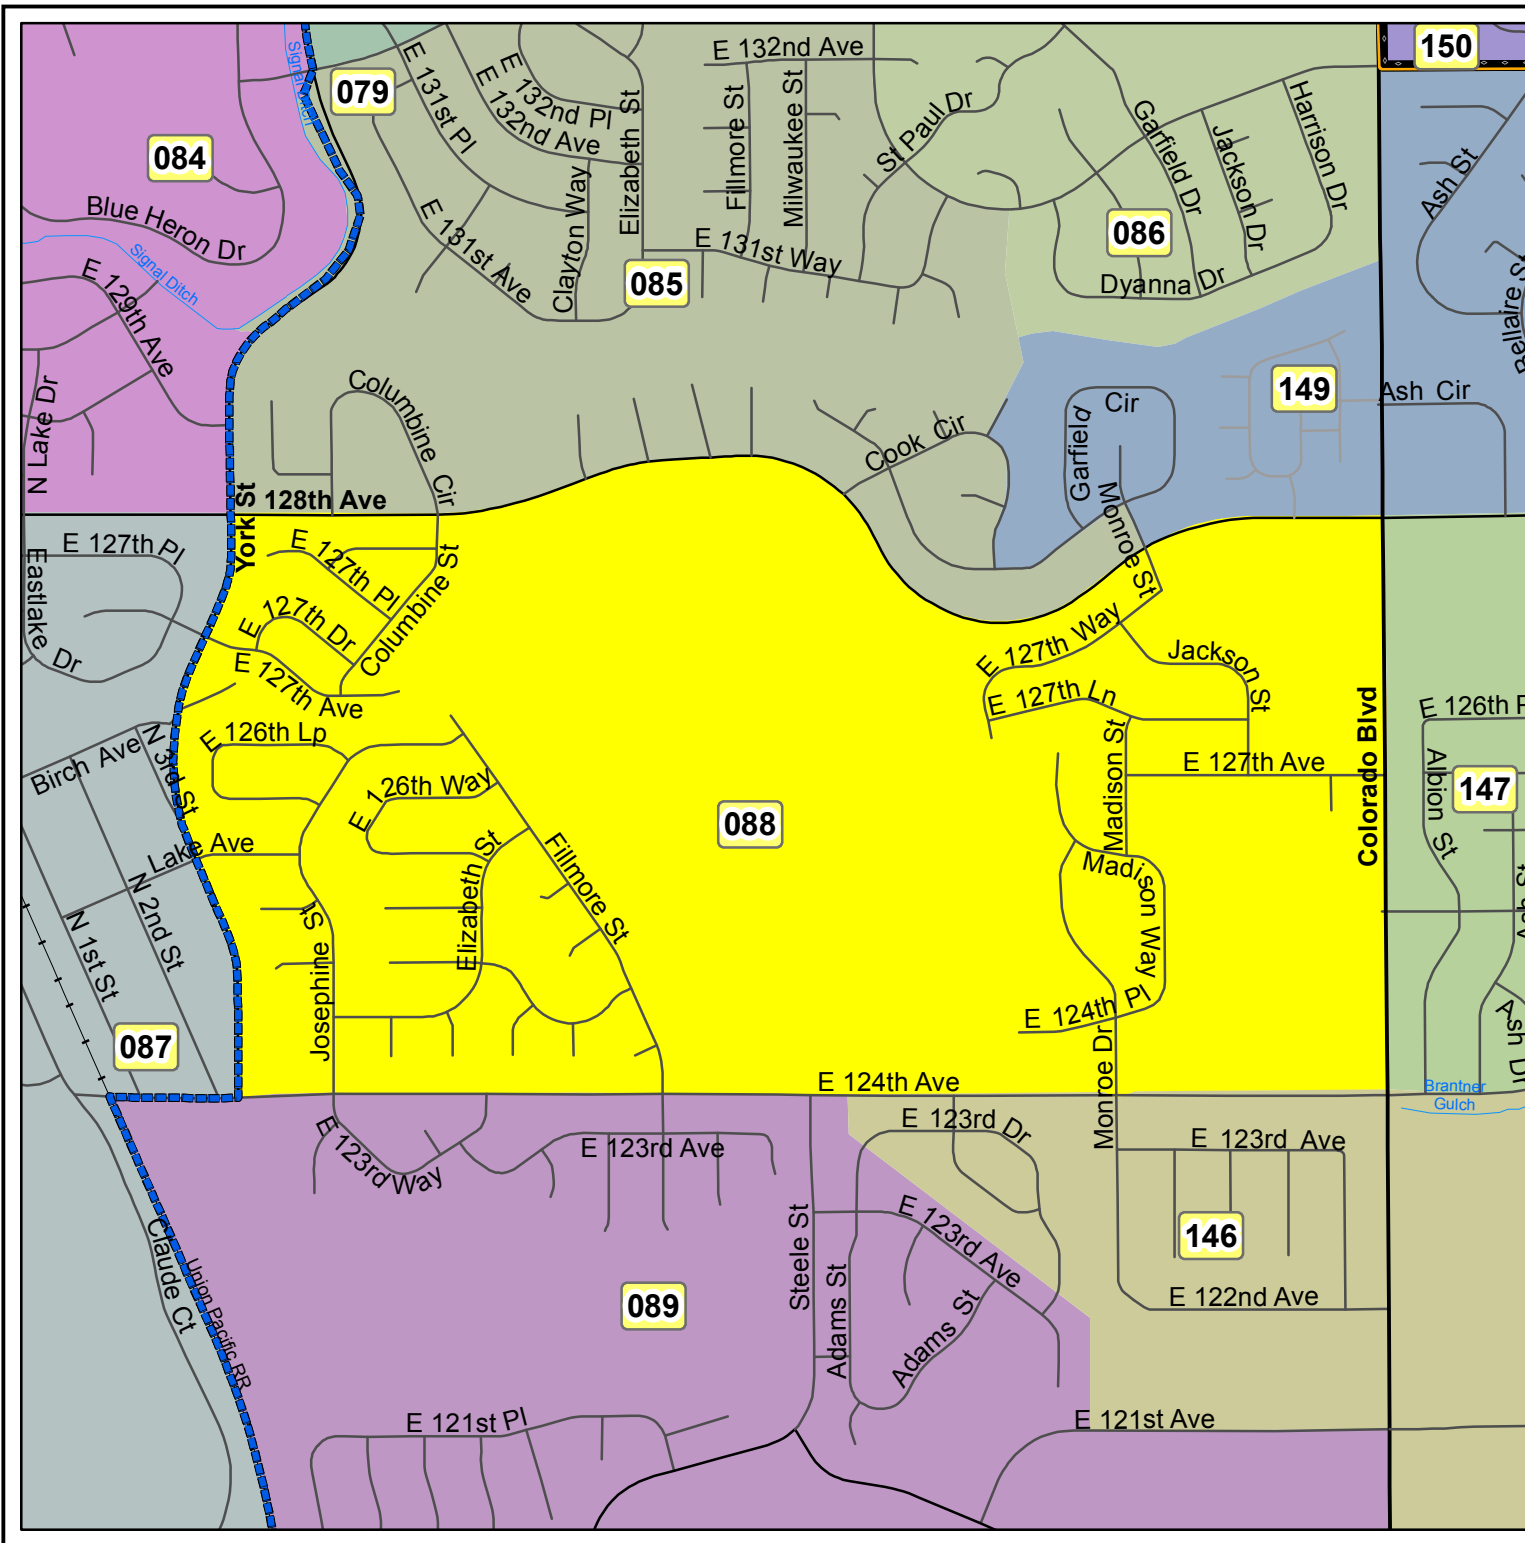 150
079
E 132nd Ave
E 131st Pl
E 132nd Pl
E 132nd Ave
Elizabeth St
Fillmore St
Milwaukee St
St Paul Dr
Garfield Dr
Jackson Dr
Harrison Dr
Ash St
084
Blue Heron Dr
Signal Ditch
E 129th Ave
N Lake Dr
E 131st Ave
Clayton Way
E 131st Way
085
086
Dyanna Dr
Bellaire St
149
Ash Cir
Columbine Cir
Cook Cir
Garfield Cir
Monroe St
128th Ave
York St
E 127th Pl
Eastlake Dr
E 127th Pl
E 127th Dr
Columbine St
E 127th Ave
E 127th Way
Jackson St
E 127th Ln
Madison St
E 127th Ave
Colorado Blvd
E 126th
Albion St
147
Birch Ave
N 3rd St
E 126th Lp
E 126th Way
Lake Ave
N 2nd St
N 1st St
087
Josephine St
Elizabeth St
Fillmore St
088
Madison Way
E 124th Pl
Monroe Dr
Ash St
Ash Dr
Brantner
Gulch
E 124th Ave
E 123rd Way
E 123rd Ave
E 123rd Dr
E 123rd Ave
E 123rd Ave
146
E 122nd Ave
Steele St
Adams St
Adams St
089
Claude Ct
Union Pacific RR
E 121st Pl
E 121st Ave